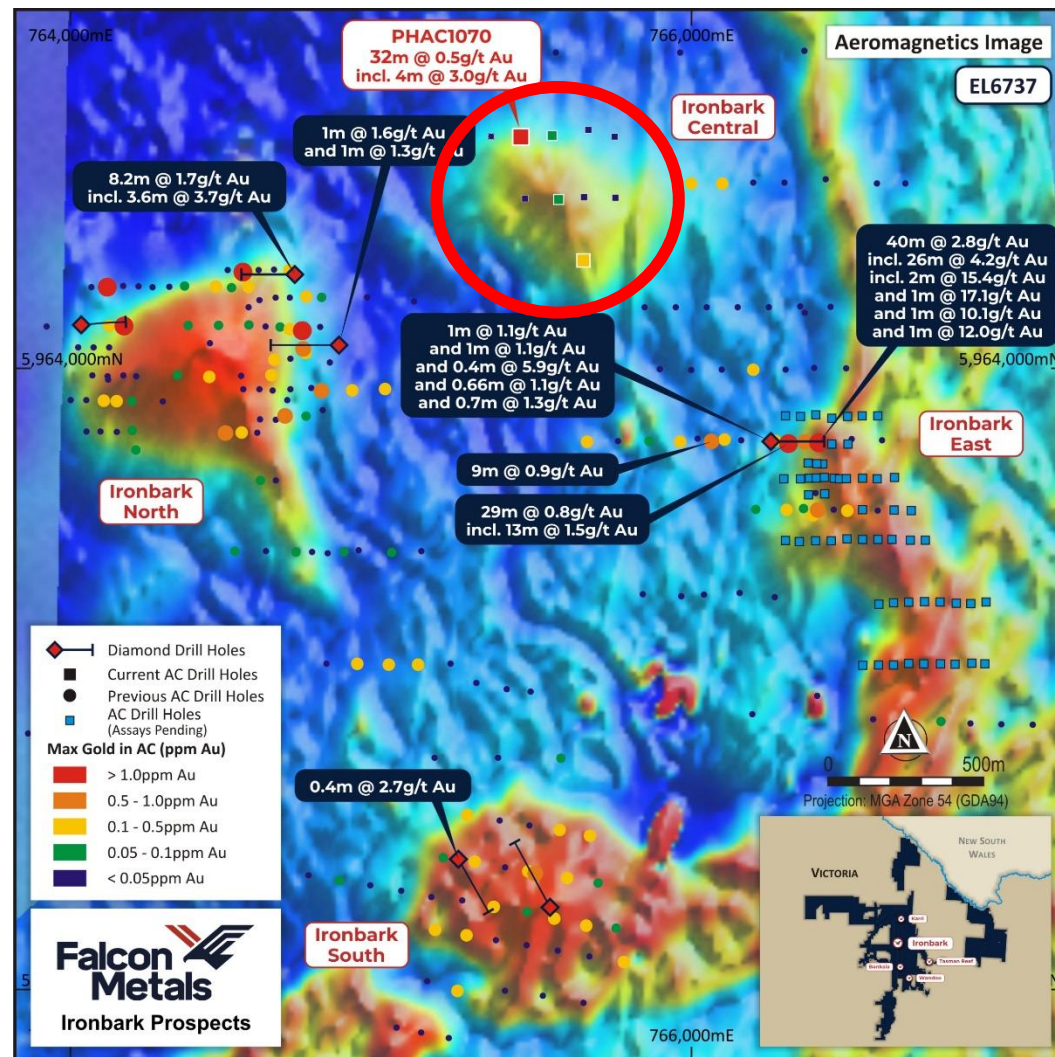 764,000mE
766,000mE
Aeromagnetics Image
EL6737
PHAC1070
32m @ 0.5g/t Au
incl. 4m @ 3.0g/t Au
Ironbark
Central
1m @ 1.6g/t Au
and 1m @ 1.3g/t Au
8.2m @ 1.7g/t Au
incl. 3.6m @ 3.7g/t Au
40m @ 2.8g/t Au
incl. 26m @ 4.2g/t Au
incl. 2m @ 15.4g/t Au
and 1m @ 17.1g/t Au
and 1m @ 10.1g/t Au
and 1m @ 12.0g/t Au
1m @ 1.1g/t Au
and 1m @ 1.1g/t Au
and 0.4m @ 5.9g/t Au
and 0.66m @ 1.1g/t Au
and 0.7m @ 1.3g/t Au
5,964,000mN
5,964,000mN
Ironbark
East
9m @ 0.9g/t Au
Ironbark
North
29m @ 0.8g/t Au
incl. 13m @ 1.5g/t Au
Diamond Drill Holes
Current AC Drill Holes
Previous AC Drill Holes
AC Drill Holes
(Assays Pending)
Max Gold in AC (ppm Au)
> 1.0ppm Au
0.5 - 1.0ppm Au
0.1 - 0.5ppm Au
0.05 - 0.1ppm Au
< 0.05ppm Au
N
0 500m
Projection: MGA Zone 54 (GDA94)
0.4m @ 2.7g/t Au
Ironbark
South
Falcon
Metals
Ironbark Prospects
766,000mE
NEW SOUTH
WALES
VICTORIA
Ironbark
Tasman Reef
Wandoo